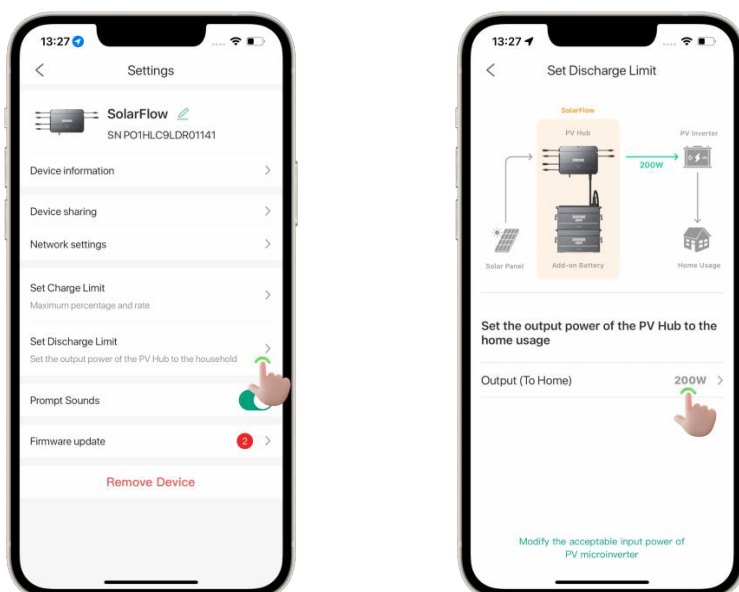 13:27
Settings
SolarFlow
SN PO1HLC9LDR01141
Device information
Device sharing
Network settings
Set Charge Limit
Maximum percentage and rate
Set Discharge Limit
Set the output power of the PV Hub to the household
Prompt Sounds
Firmware update
2
Remove Device
13:27
Set Discharge Limit
SolarFlow
PV Hub
PV Inverter
200W
Solar Panel
Add-on Battery
Home Usage
Set the output power of the PV Hub to the
home usage
Output (To Home)
200W
Modify the acceptable input power of
PV microinverter